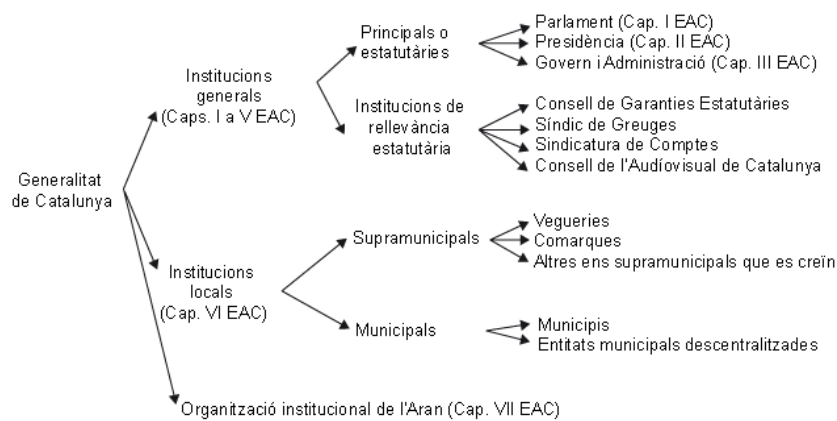 Generalitat
de Catalunya
Institucions
generals
(Caps. I a V EAC)
Principals o
estatutàries
Parlament (Cap. I EAC)
Presidència (Cap. II EAC)
Govern i Administració (Cap. III EAC)
Institucions de
rellevància
estatutària
Consell de Garanties Estatutàries
Síndic de Greuges
Sindicatura de Comptes
Consell de l'Audíovisual de Catalunya
Institucions
locals
(Cap. VI EAC)
Supramunicipals
Vegueries
Comarques
Altres ens supramunicipals que es creïn
Municipals
Municipis
Entitats municipals descentralitzades
Organització institucional de l'Aran (Cap. VII EAC)